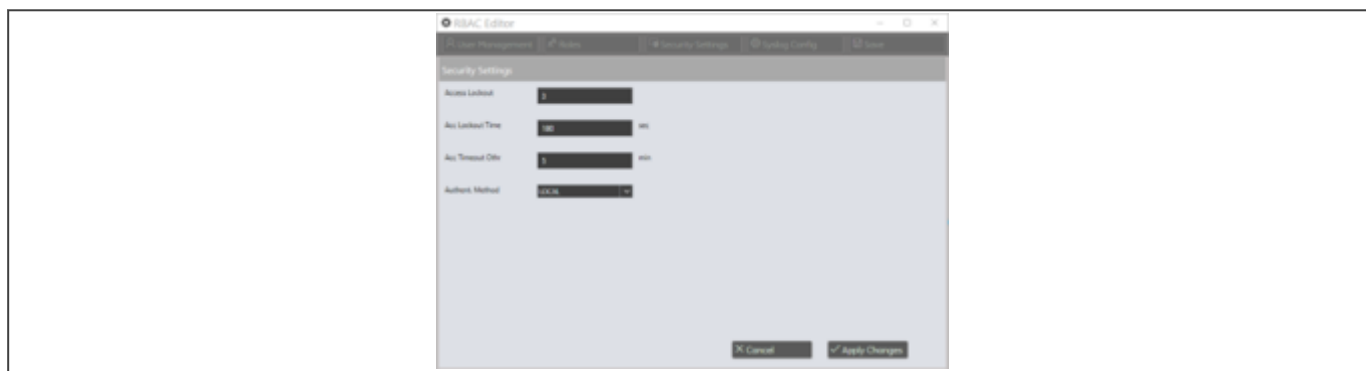 RBAC Editor
User Management Roles Security Settings Syslog Config Save
Security Settings
Access Lockout 3
Acc Lockout Time 180 sec
Acc Timeout Othr 5 min
Authent. Method LOCAL
Cancel Apply Changes